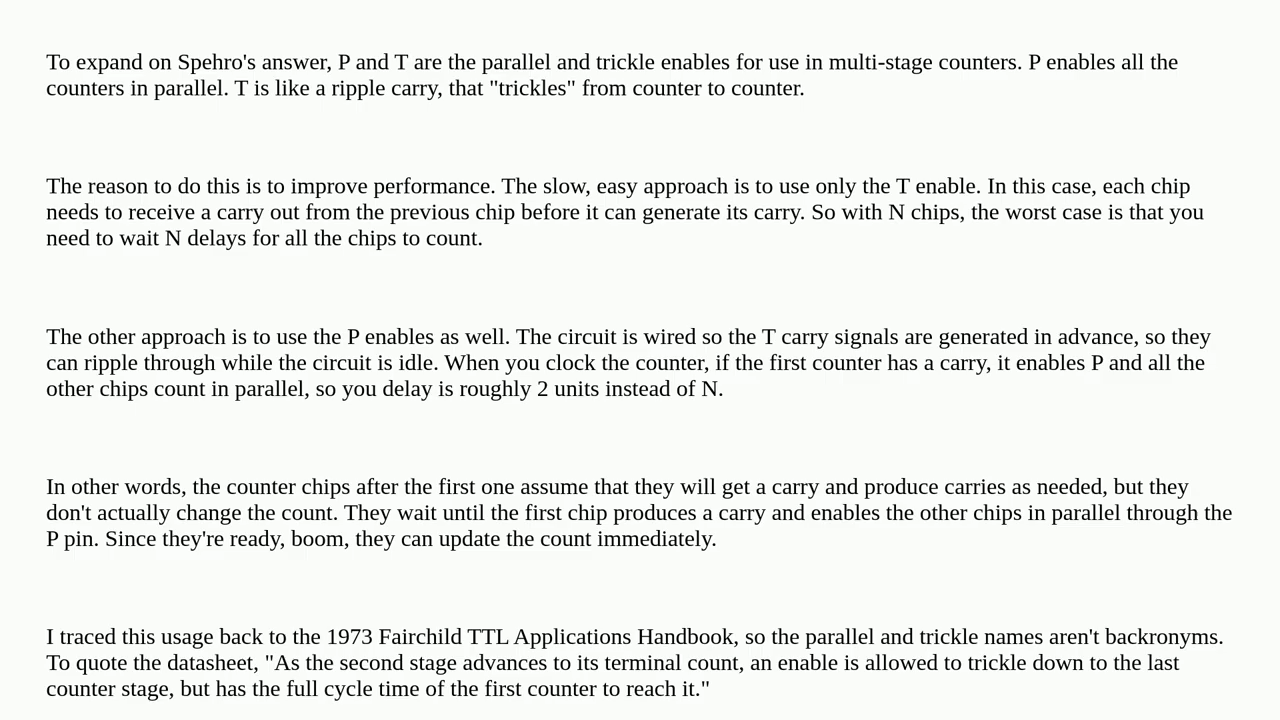 To expand on Spehro's answer, P and T are the parallel and trickle enables for use in multi-stage counters. P enables all the
counters in parallel. T is like a ripple carry, that "trickles" from counter to counter.
The reason to do this is to improve performance. The slow, easy approach is to use only the T enable. In this case, each chip
needs to receive a carry out from the previous chip before it can generate its carry. So with N chips, the worst case is that you
need to wait N delays for all the chips to count.
The other approach is to use the P enables as well. The circuit is wired so the T carry signals are generated in advance, so they
can ripple through while the circuit is idle. When you clock the counter, if the first counter has a carry, it enables P and all the
other chips count in parallel, so you delay is roughly 2 units instead of N.
In other words, the counter chips after the first one assume that they will get a carry and produce carries as needed, but they
don't actually change the count. They wait until the first chip produces a carry and enables the other chips in parallel through the
P pin. Since they're ready, boom, they can update the count immediately.
I traced this usage back to the 1973 Fairchild TTL Applications Handbook, so the parallel and trickle names aren't backronyms.
To quote the datasheet, "As the second stage advances to its terminal count, an enable is allowed to trickle down to the last
counter stage, but has the full cycle time of the first counter to reach it."